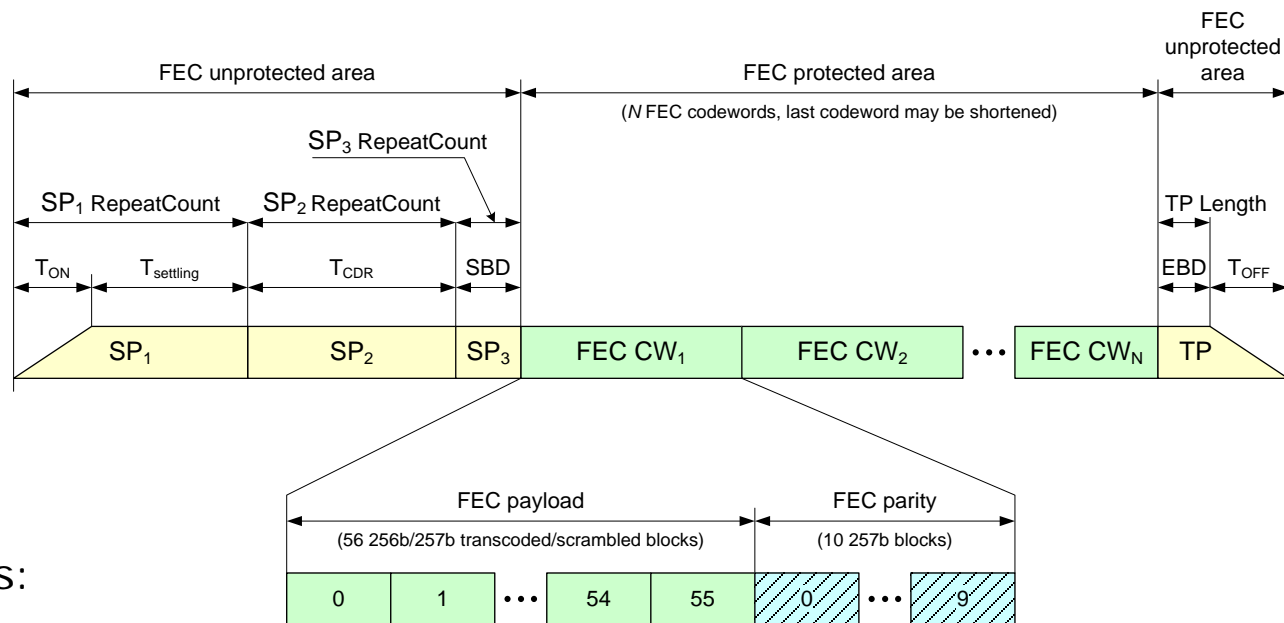 FEC unprotected area
FEC protected area
FEC
unprotected
area
(N FEC codewords, last codeword may be shortened)
SP3 RepeatCount
SP1 RepeatCount
SP2 RepeatCount
TP Length
TON
Tsettling
TCDR
SBD
EBD
TOFF
SP1
SP2
SP3
FEC CW1
FEC CW2
•••
FEC CWN
TP
FEC payload
FEC parity
(56 256b/257b transcoded/scrambled blocks)
(10 257b blocks)
s:
0
1
•••
54
55
0
•••
9